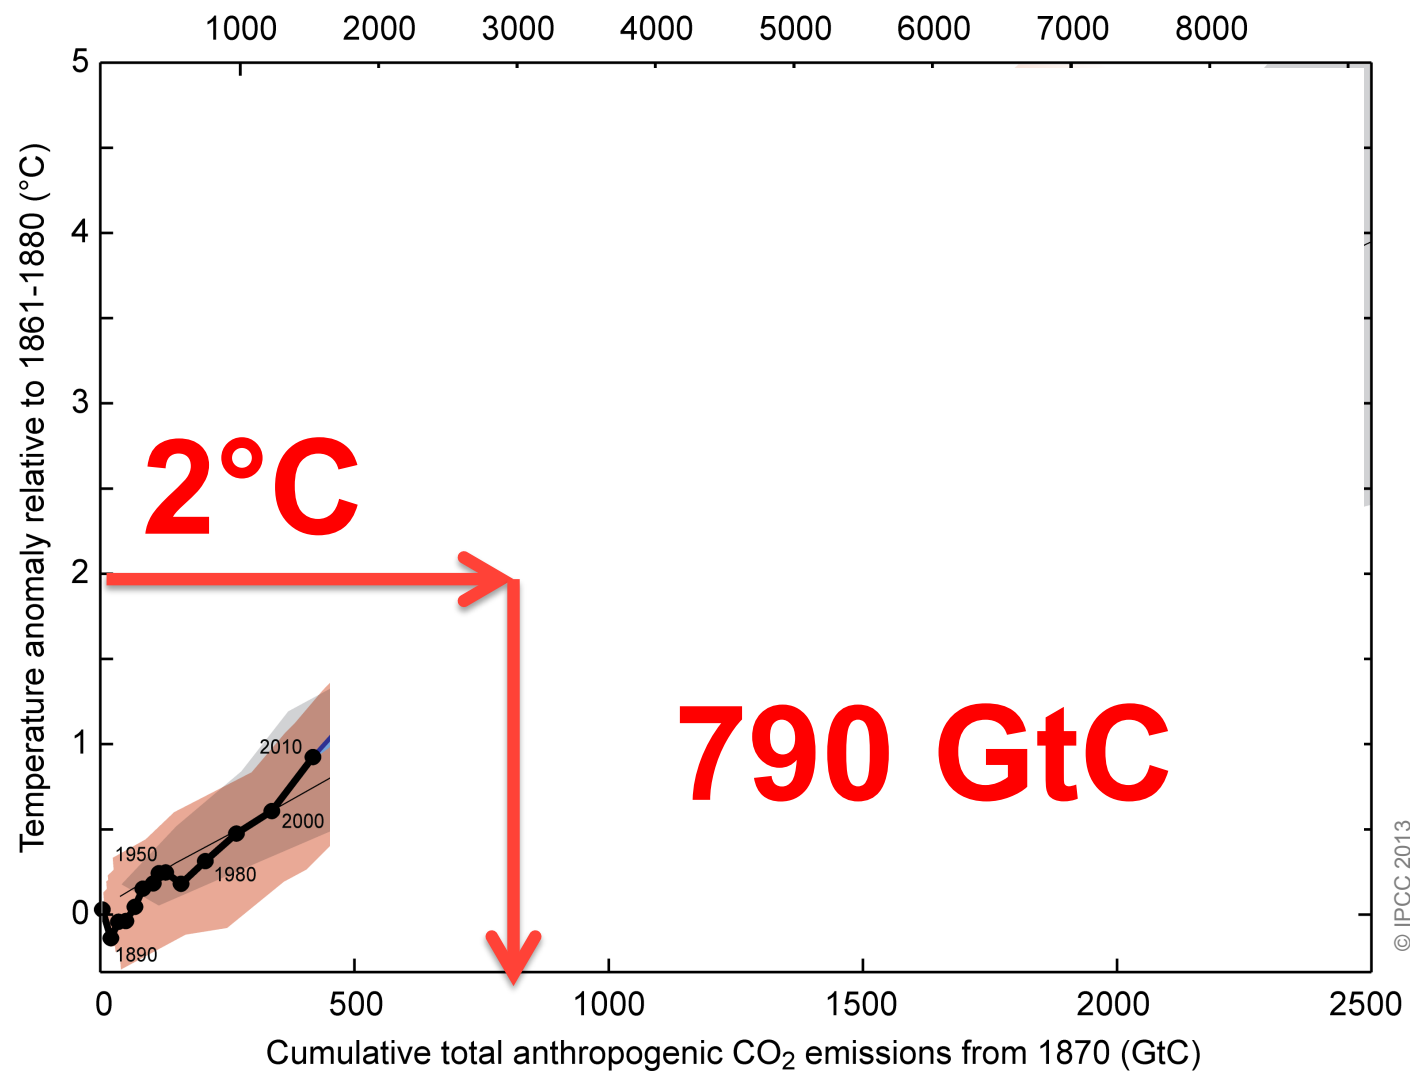 1000 2000 3000 4000 5000 6000 7000 8000
5
4
3
2
1
0
Temperature anomaly relative to 1861-1880 (°C)
2°C
790 GtC
2010
2000
1950
1980
1890
0 500 1000 1500 2000 2500
Cumulative total anthropogenic CO₂ emissions from 1870 (GtC)
© IPCC 2013